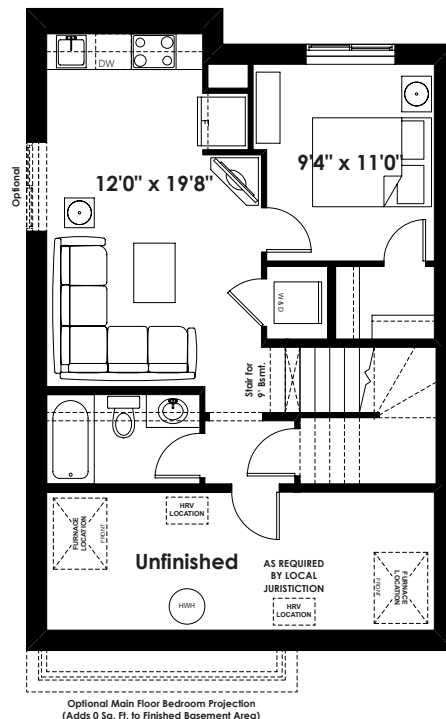 DW
9'4" x 11'0"
Optional
12'0" x 19'8"
W&D
Stair for
9' Bsmt.
FURNACE
LOCATION
FRONT
HRV
LOCATION
Unfinished
AS REQUIRED
BY LOCAL
JURISTICTION
HWH
HRV
LOCATION
FURNACE
LOCATION
FRONT
Optional Main Floor Bedroom Projection
(Adds 0 Sq. Ft. to Finished Basement Area)